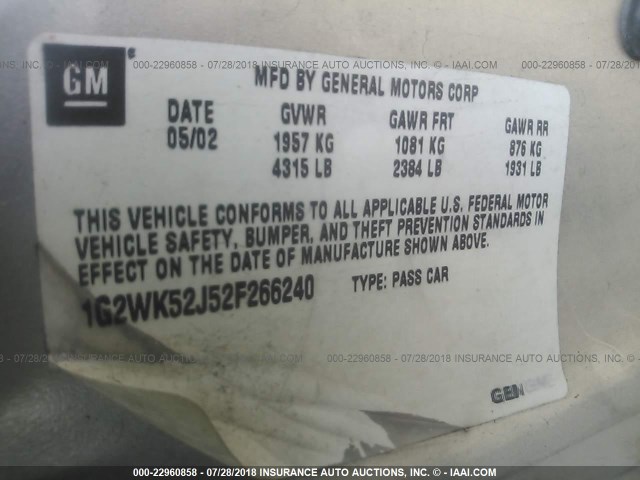 000-22960858 - 07/28/2018 INSURANCE AUTO AUCTIONS, INC. - © IAAI.COM
GM
MFD BY GENERAL MOTORS CORP
DATE GVWR GAWR FRT GAWR RR
05/02 1957 KG 1081 KG 876 KG
4315 LB 2384 LB 1931 LB
THIS VEHICLE CONFORMS TO ALL APPLICABLE U.S. FEDERAL MOTOR
VEHICLE SAFETY, BUMPER, AND THEFT PREVENTION STANDARDS IN
EFFECT ON THE DATE OF MANUFACTURE SHOWN ABOVE.
1G2WK52J52F266240 TYPE: PASS CAR
000-22960858 - 07/28/2018 INSURANCE AUTO AUCTIONS, INC. - © IAAI.COM
000-22960858 - 07/28/2018 INSURANCE AUTO AUCTIONS, INC. - © IAAI.COM